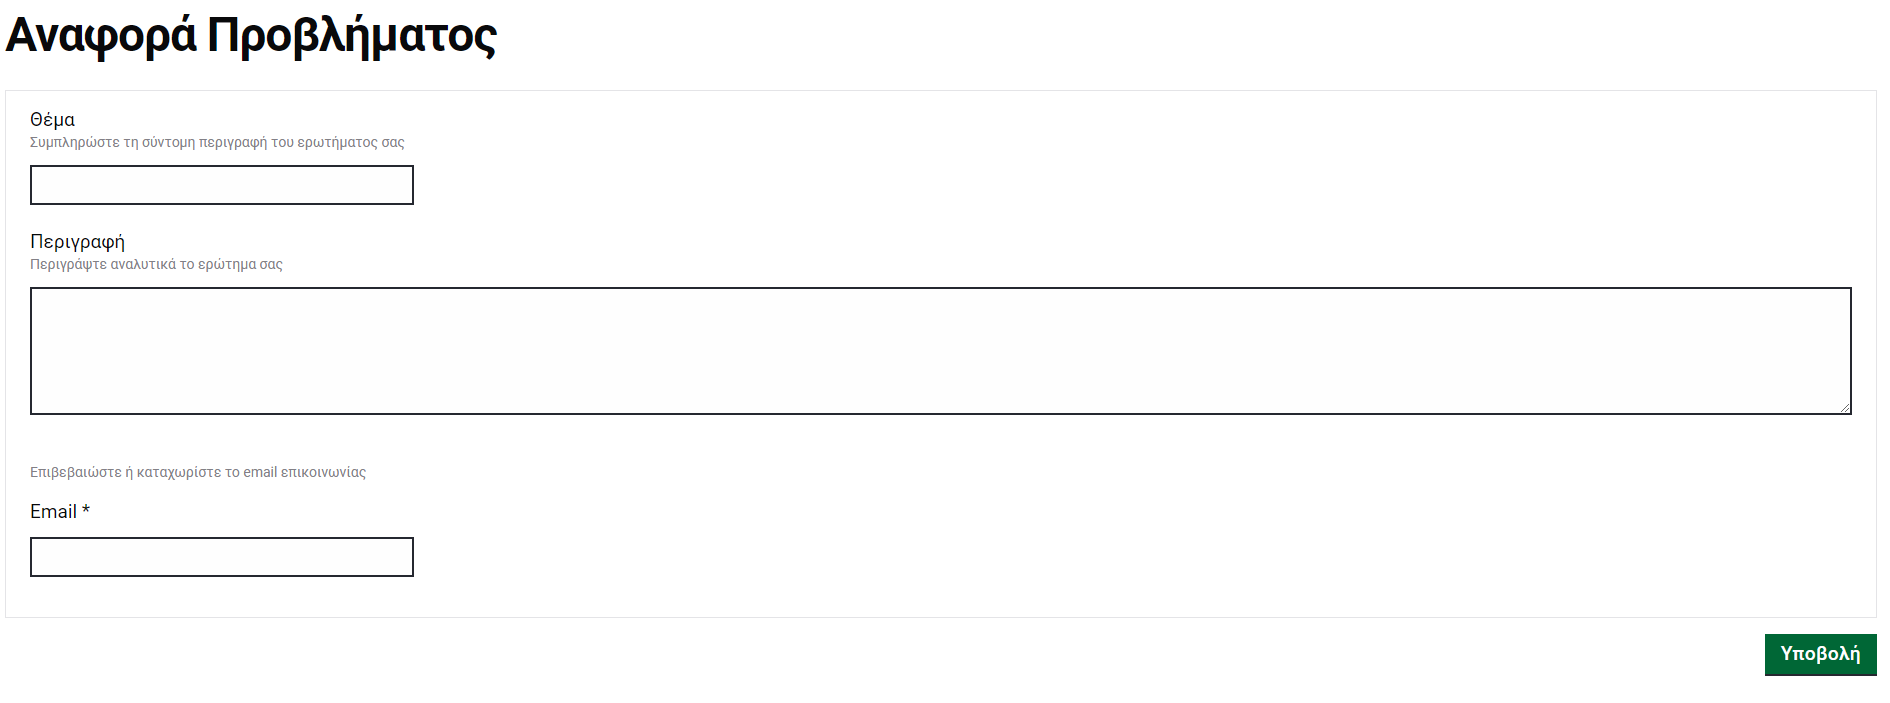 Αναφορά Προβλήματος
Θέμα
Συμπληρώστε τη σύντομη περιγραφή του ερωτήματος σας
Περιγραφή
Περιγράψτε αναλυτικά το ερώτημα σας
Επιβεβαιώστε ή καταχωρίστε το email επικοινωνίας
Email *
Υποβολή